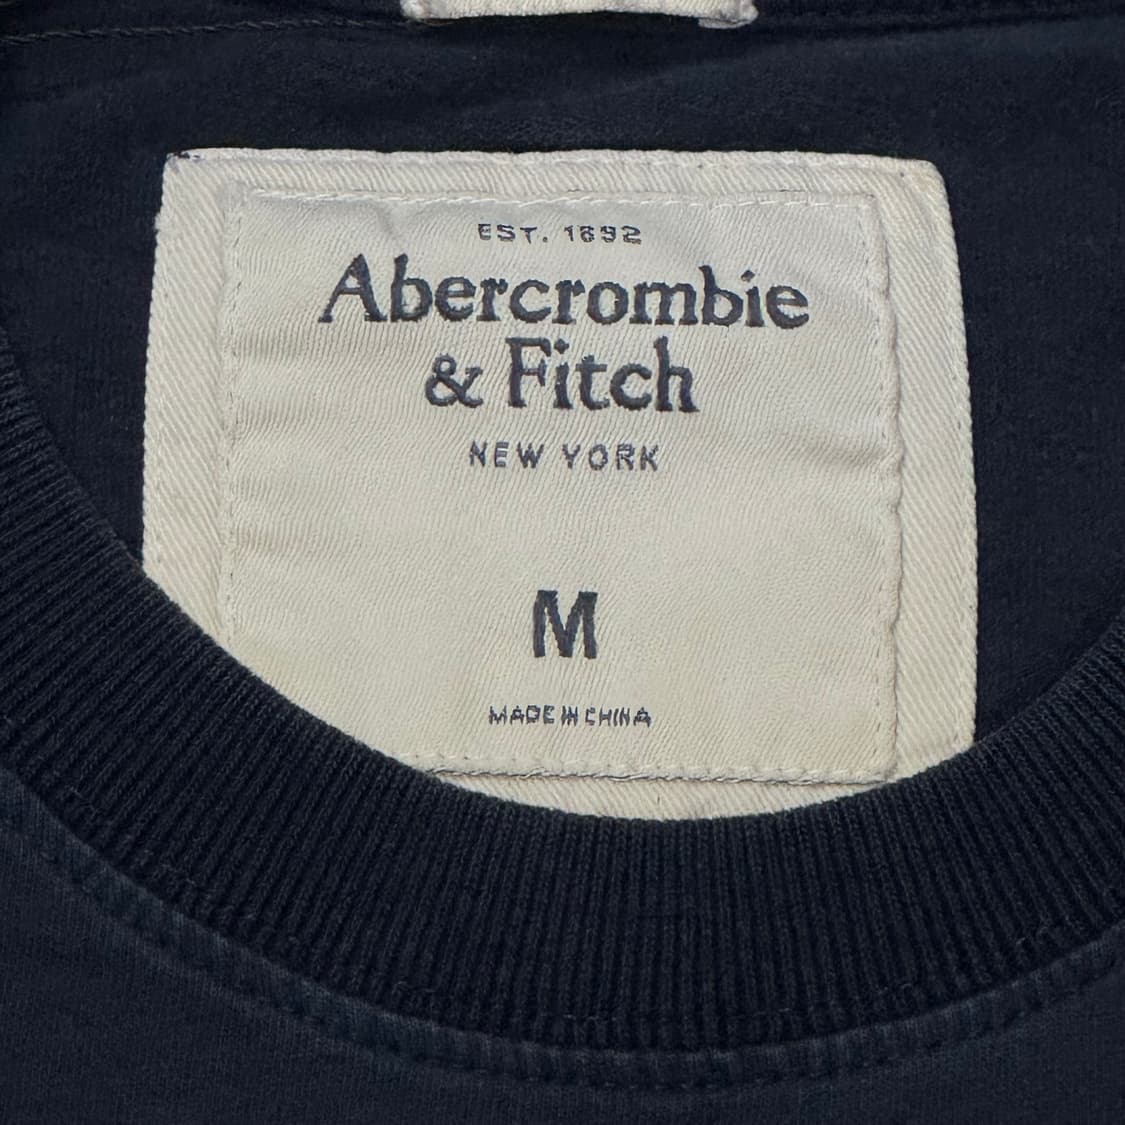 EST. 1892
Abercrombie
& Fitch
NEW YORK
M
MADE IN CHINA